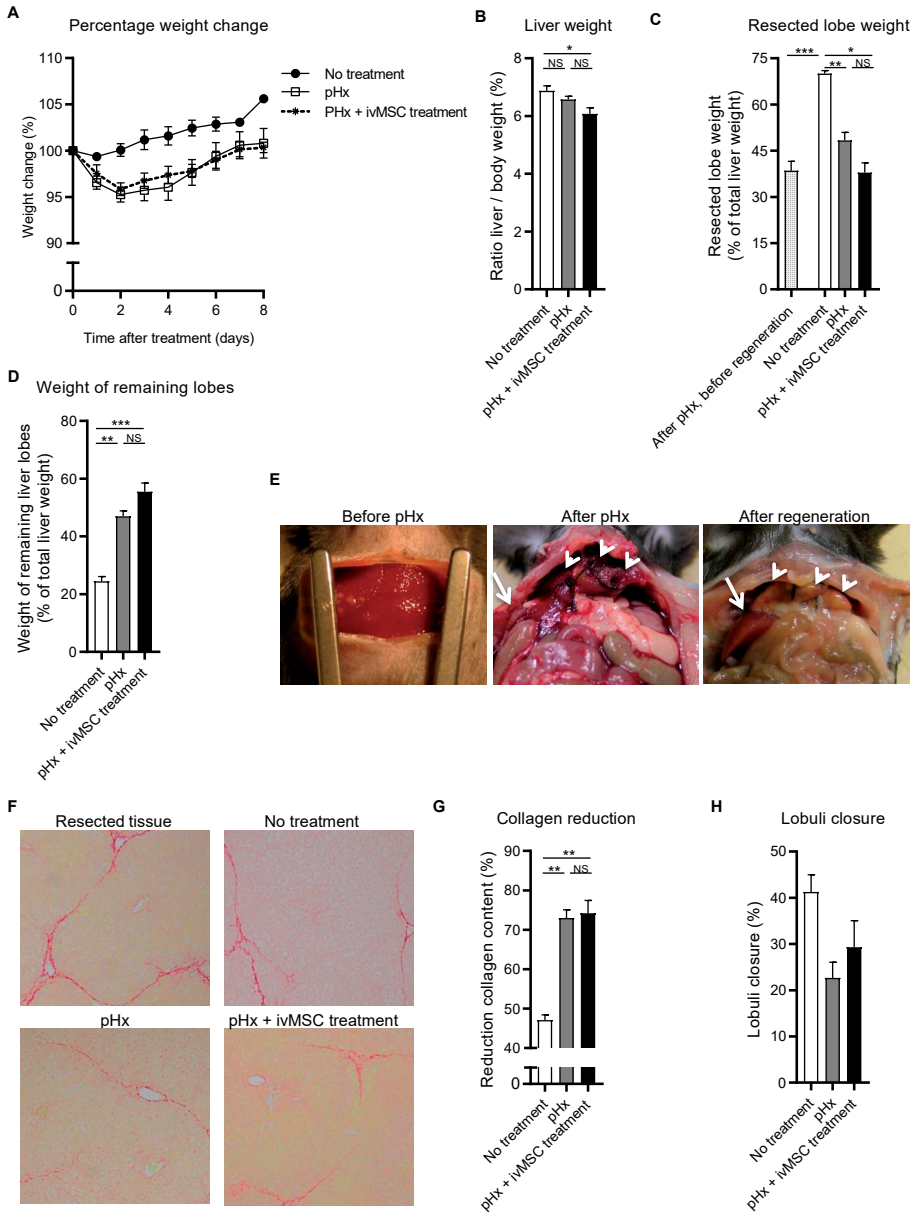 A
Percentage weight change
110
105
100
95
90
0
Weight change (%)
0 2 4 6 8
Time after treatment (days)
No treatment
pHx
PHx + ivMSC treatment
B
Liver weight
*
NS NS
8
6
4
2
0
Ratio liver / body weight (%)
No treatment
pHx
pHx + ivMSC treatment
C
Resected lobe weight
*** *
** NS
75
60
45
30
15
0
Resected lobe weight
(% of total liver weight)
After pHx, before regeneration
No treatment
pHx
pHx + ivMSC treatment
D
Weight of remaining lobes
***
** NS
80
60
40
20
0
Weight of remaining liver lobes
(% of total liver weight)
No treatment
pHx
pHx + ivMSC treatment
E
Before pHx
After pHx
After regeneration
F
Resected tissue
No treatment
pHx
pHx + ivMSC treatment
G
Collagen reduction
**
** NS
90
80
70
60
50
40
0
Reduction collagen content (%)
No treatment
pHx
pHx + ivMSC treatment
H
Lobuli closure
50
40
30
20
10
0
Lobuli closure (%)
No treatment
pHx
pHx + ivMSC treatment